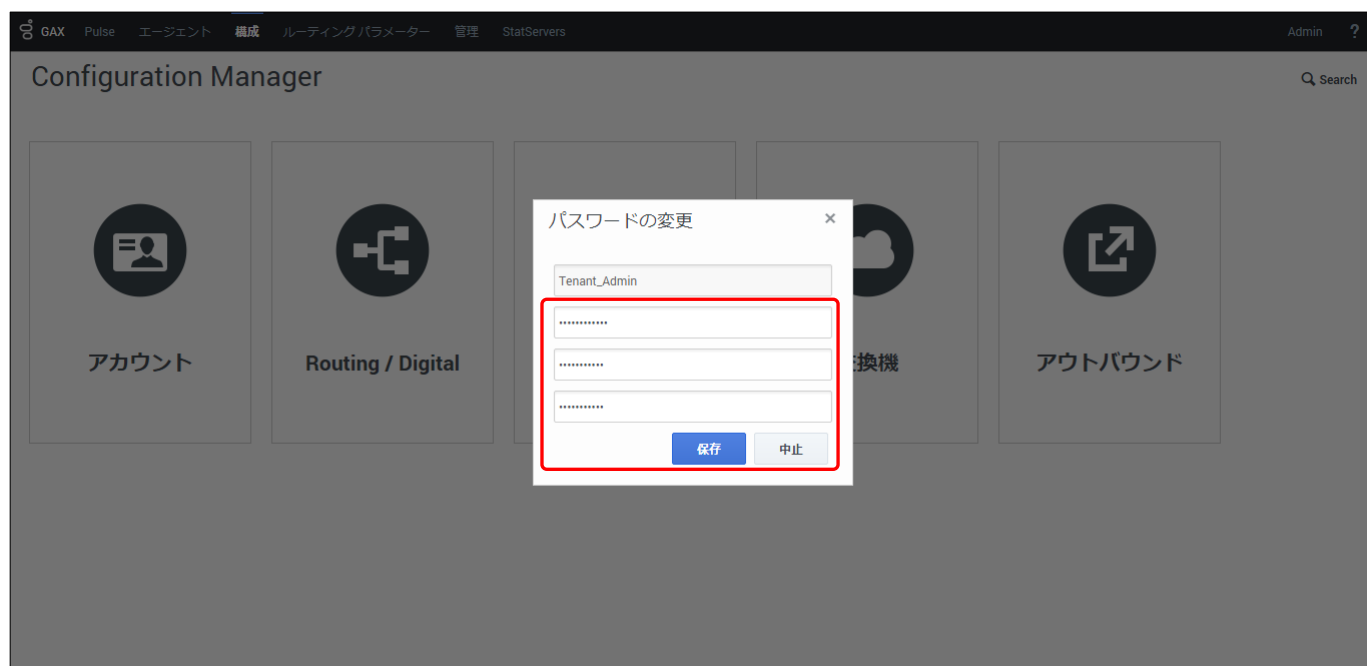 GAX Pulse エージェント 構成 ルーティング パラメーター 管理 StatServers Admin ?
Configuration Manager
Search
パスワードの変更 ×
Tenant_Admin
••••••••••••
•••••••••••
•••••••••••
保存 中止
アカウント
Routing / Digital
換機
アウトバウンド